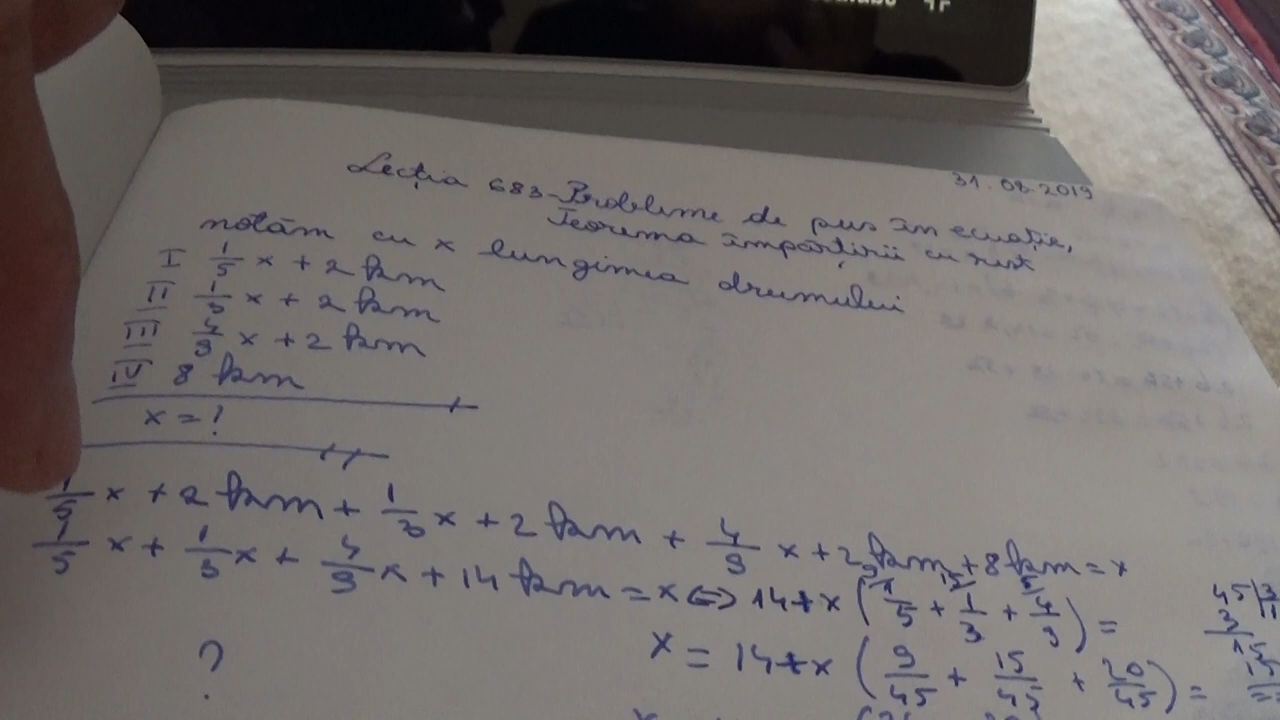 31.08.2019
Lecția 683-Probleme de pus în ecuație,
Teorema împărțirii cu rest
notăm cu x lungimea drumului
I 1/5 x + 2 km
II 1/3 x + 2 km
III 4/9 x + 2 km
IV 8 km
x = ?
1/5 x + 2 km + 1/3 x + 2 km + 4/9 x + 2 km + 8 km = x
1/5 x + 1/3 x + 4/9 x + 14 km = x ⇔ 14 + x (1/5 + 1/3 + 4/9) =
? x = 14 + x (9/45 + 15/45 + 20/45) =